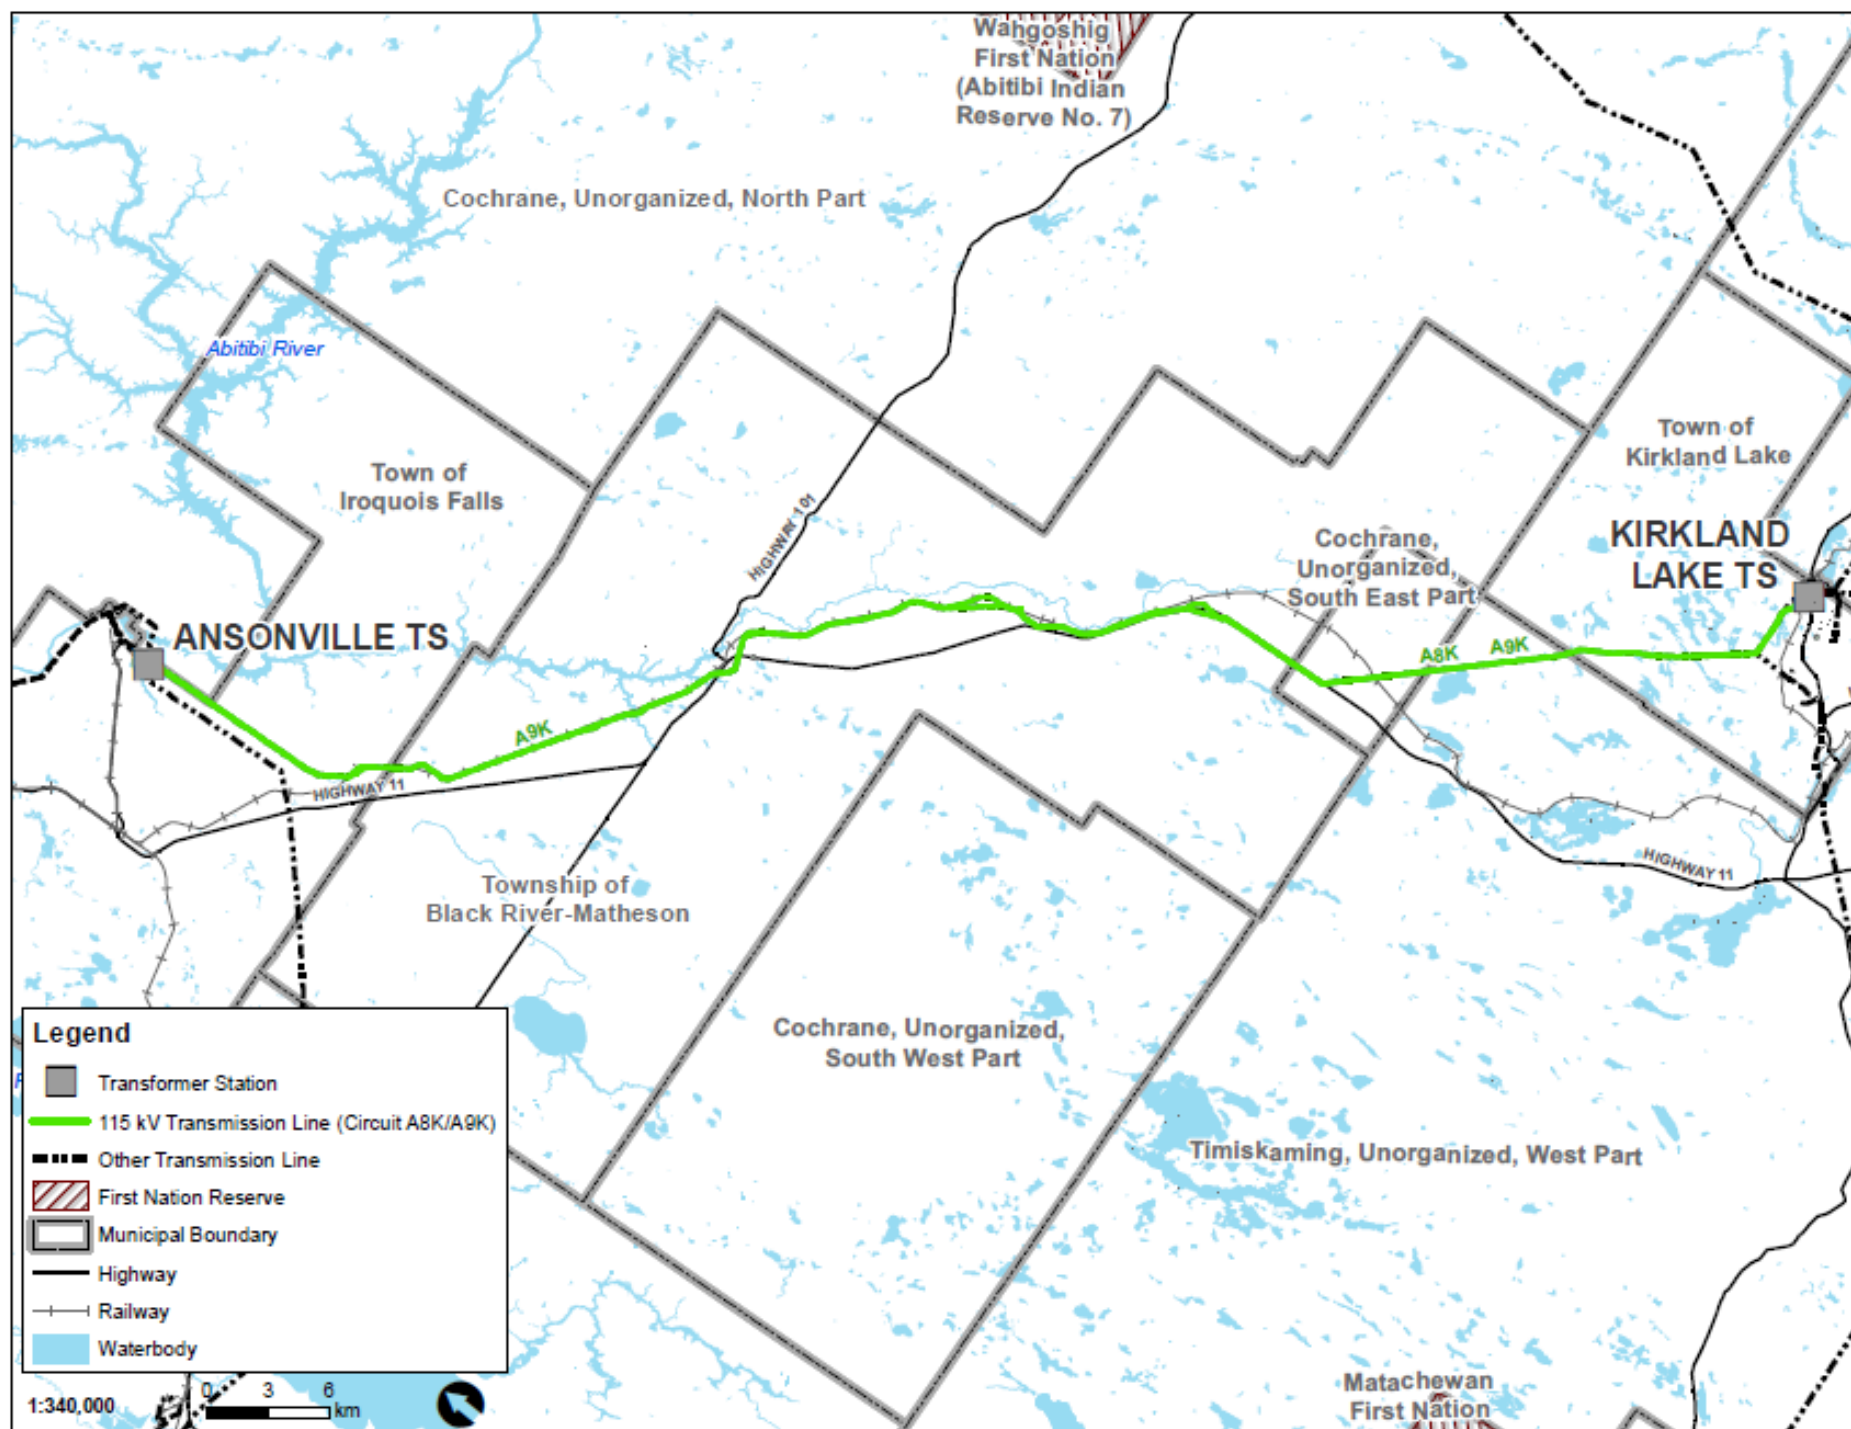 Wahgoshig
First Nation
(Abitibi Indian
Reserve No. 7)
Cochrane, Unorganized, North Part
Abitibi River
Town of
Iroquois Falls
Town of
Kirkland Lake
HIGHWAY 101
KIRKLAND
LAKE TS
Cochrane,
Unorganized,
South East Part
ANSONVILLE TS
A8K
A9K
A9K
HIGHWAY 11
HIGHWAY 11
Township of
Black River-Matheson
Cochrane, Unorganized,
South West Part
Timiskaming, Unorganized, West Part
Matachewan
First Nation
Legend
Transformer Station
115 kV Transmission Line (Circuit A8K/A9K)
Other Transmission Line
First Nation Reserve
Municipal Boundary
Highway
Railway
Waterbody
1:340,000
0 3 6
km